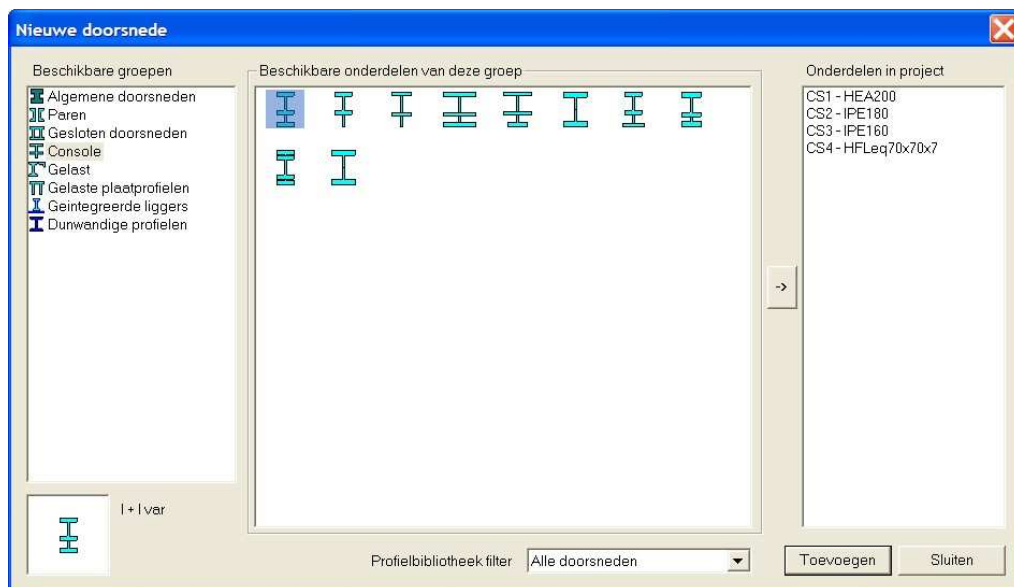 Nieuwe doorsnede
Beschikbare groepen
Algemene doorsneden
Paren
Gesloten doorsneden
Console
Gelast
Gelaste plaatprofielen
Geintegreerde liggers
Dunwandige profielen
I + I var
Beschikbare onderdelen van deze groep
Profielbibliotheek filter
Alle doorsneden
->
Onderdelen in project
CS1 - HEA200
CS2 - IPE180
CS3 - IPE160
CS4 - HFLeq70x70x7
Toevoegen
Sluiten